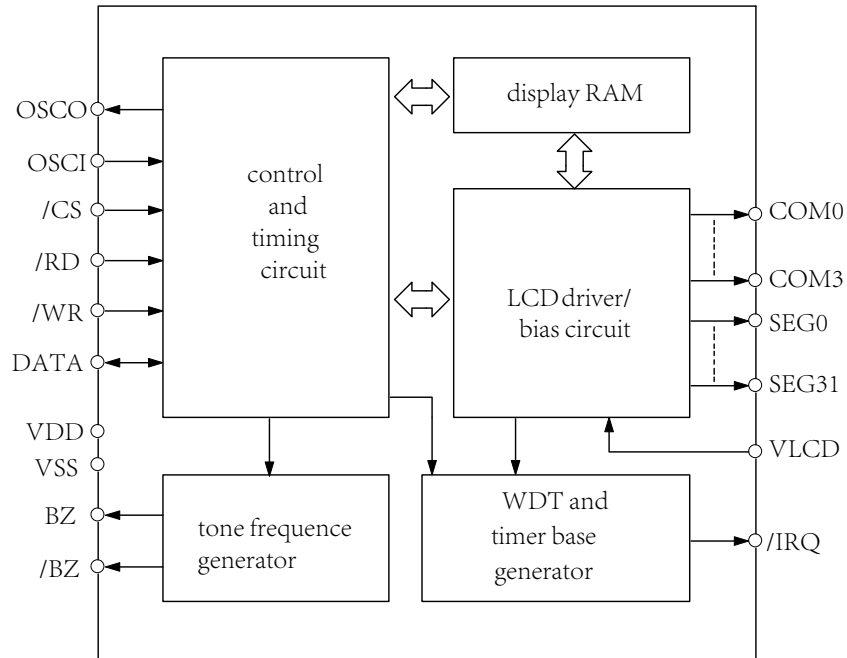 OSCO
OSCI
/CS
/RD
/WR
DATA
VDD
VSS
BZ
/BZ
control
and
timing
circuit
display RAM
LCD driver/
bias circuit
tone frequence
generator
WDT and
timer base
generator
COM0
COM3
SEG0
SEG31
VLCD
/IRQ